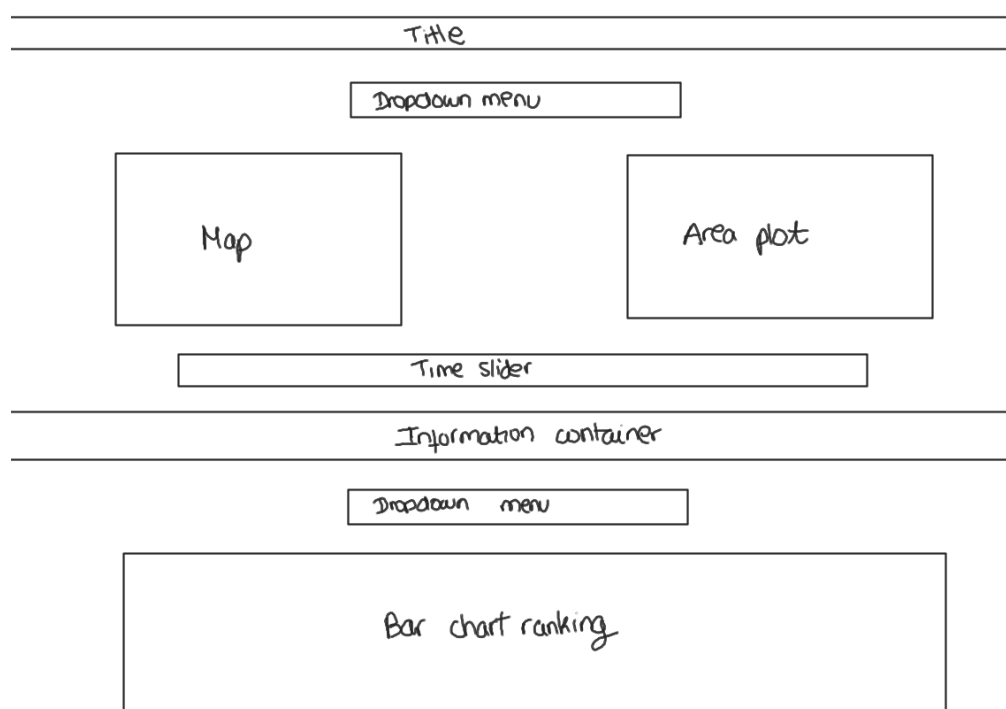 Title
Dropdown menu
Map
Area plot
Time slider
Information container
Dropdown menu
Bar chart ranking